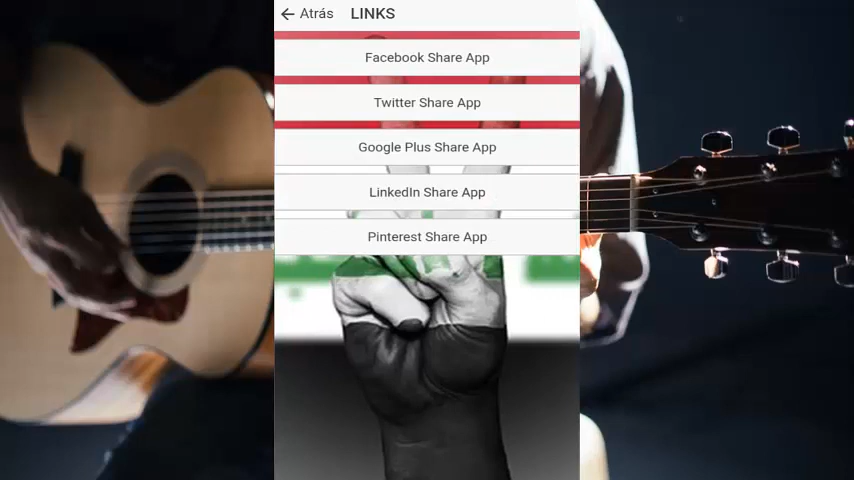 Atrás LINKS
Facebook Share App
Twitter Share App
Google Plus Share App
LinkedIn Share App
Pinterest Share App